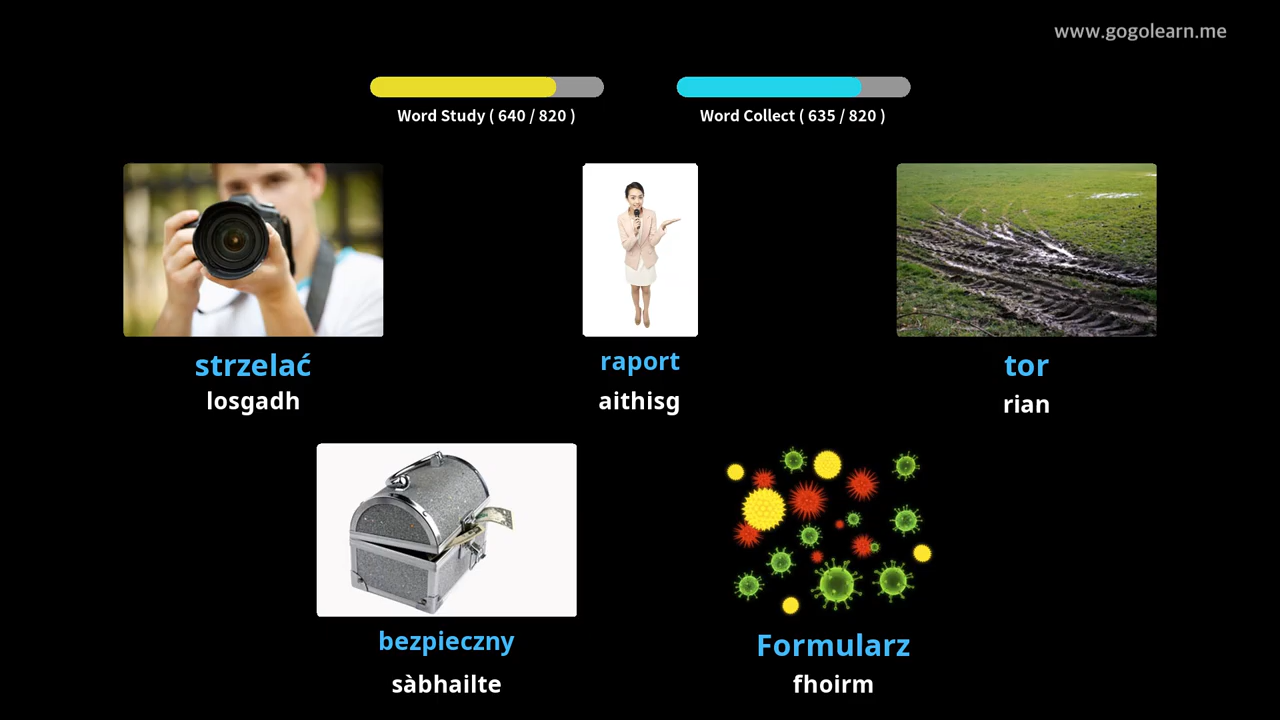 www.gogolearn.me
Word Study ( 640 / 820 )
Word Collect ( 635 / 820 )
strzelać
losgadh
raport
aithisg
tor
rian
bezpieczny
sàbhailte
Formularz
fhoirm